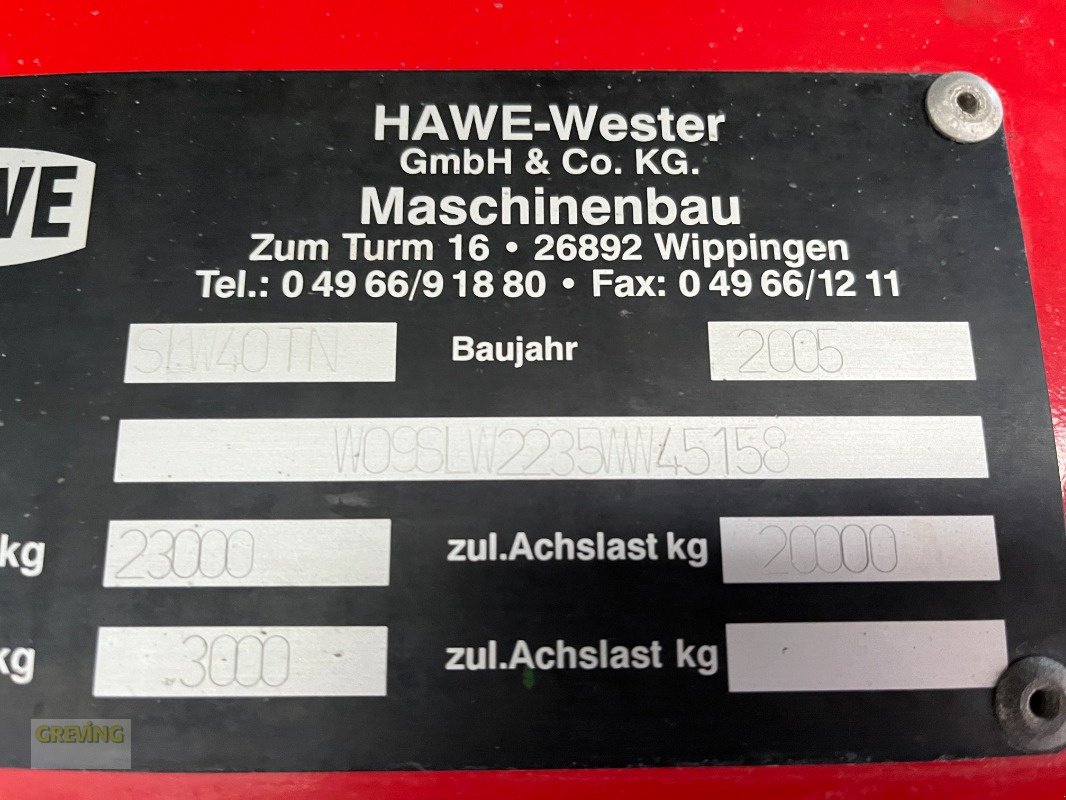 HAWE-Wester
GmbH & Co. KG.
Maschinenbau
Zum Turm 16 • 26892 Wippingen
Tel.: 0 49 66/9 18 80 • Fax: 0 49 66/12 11
WE
SLW40TN Baujahr 2005
W09SLW2235WW45158
kg 23000 zul.Achslast kg 20000
kg 3000 zul.Achslast kg
GREVING